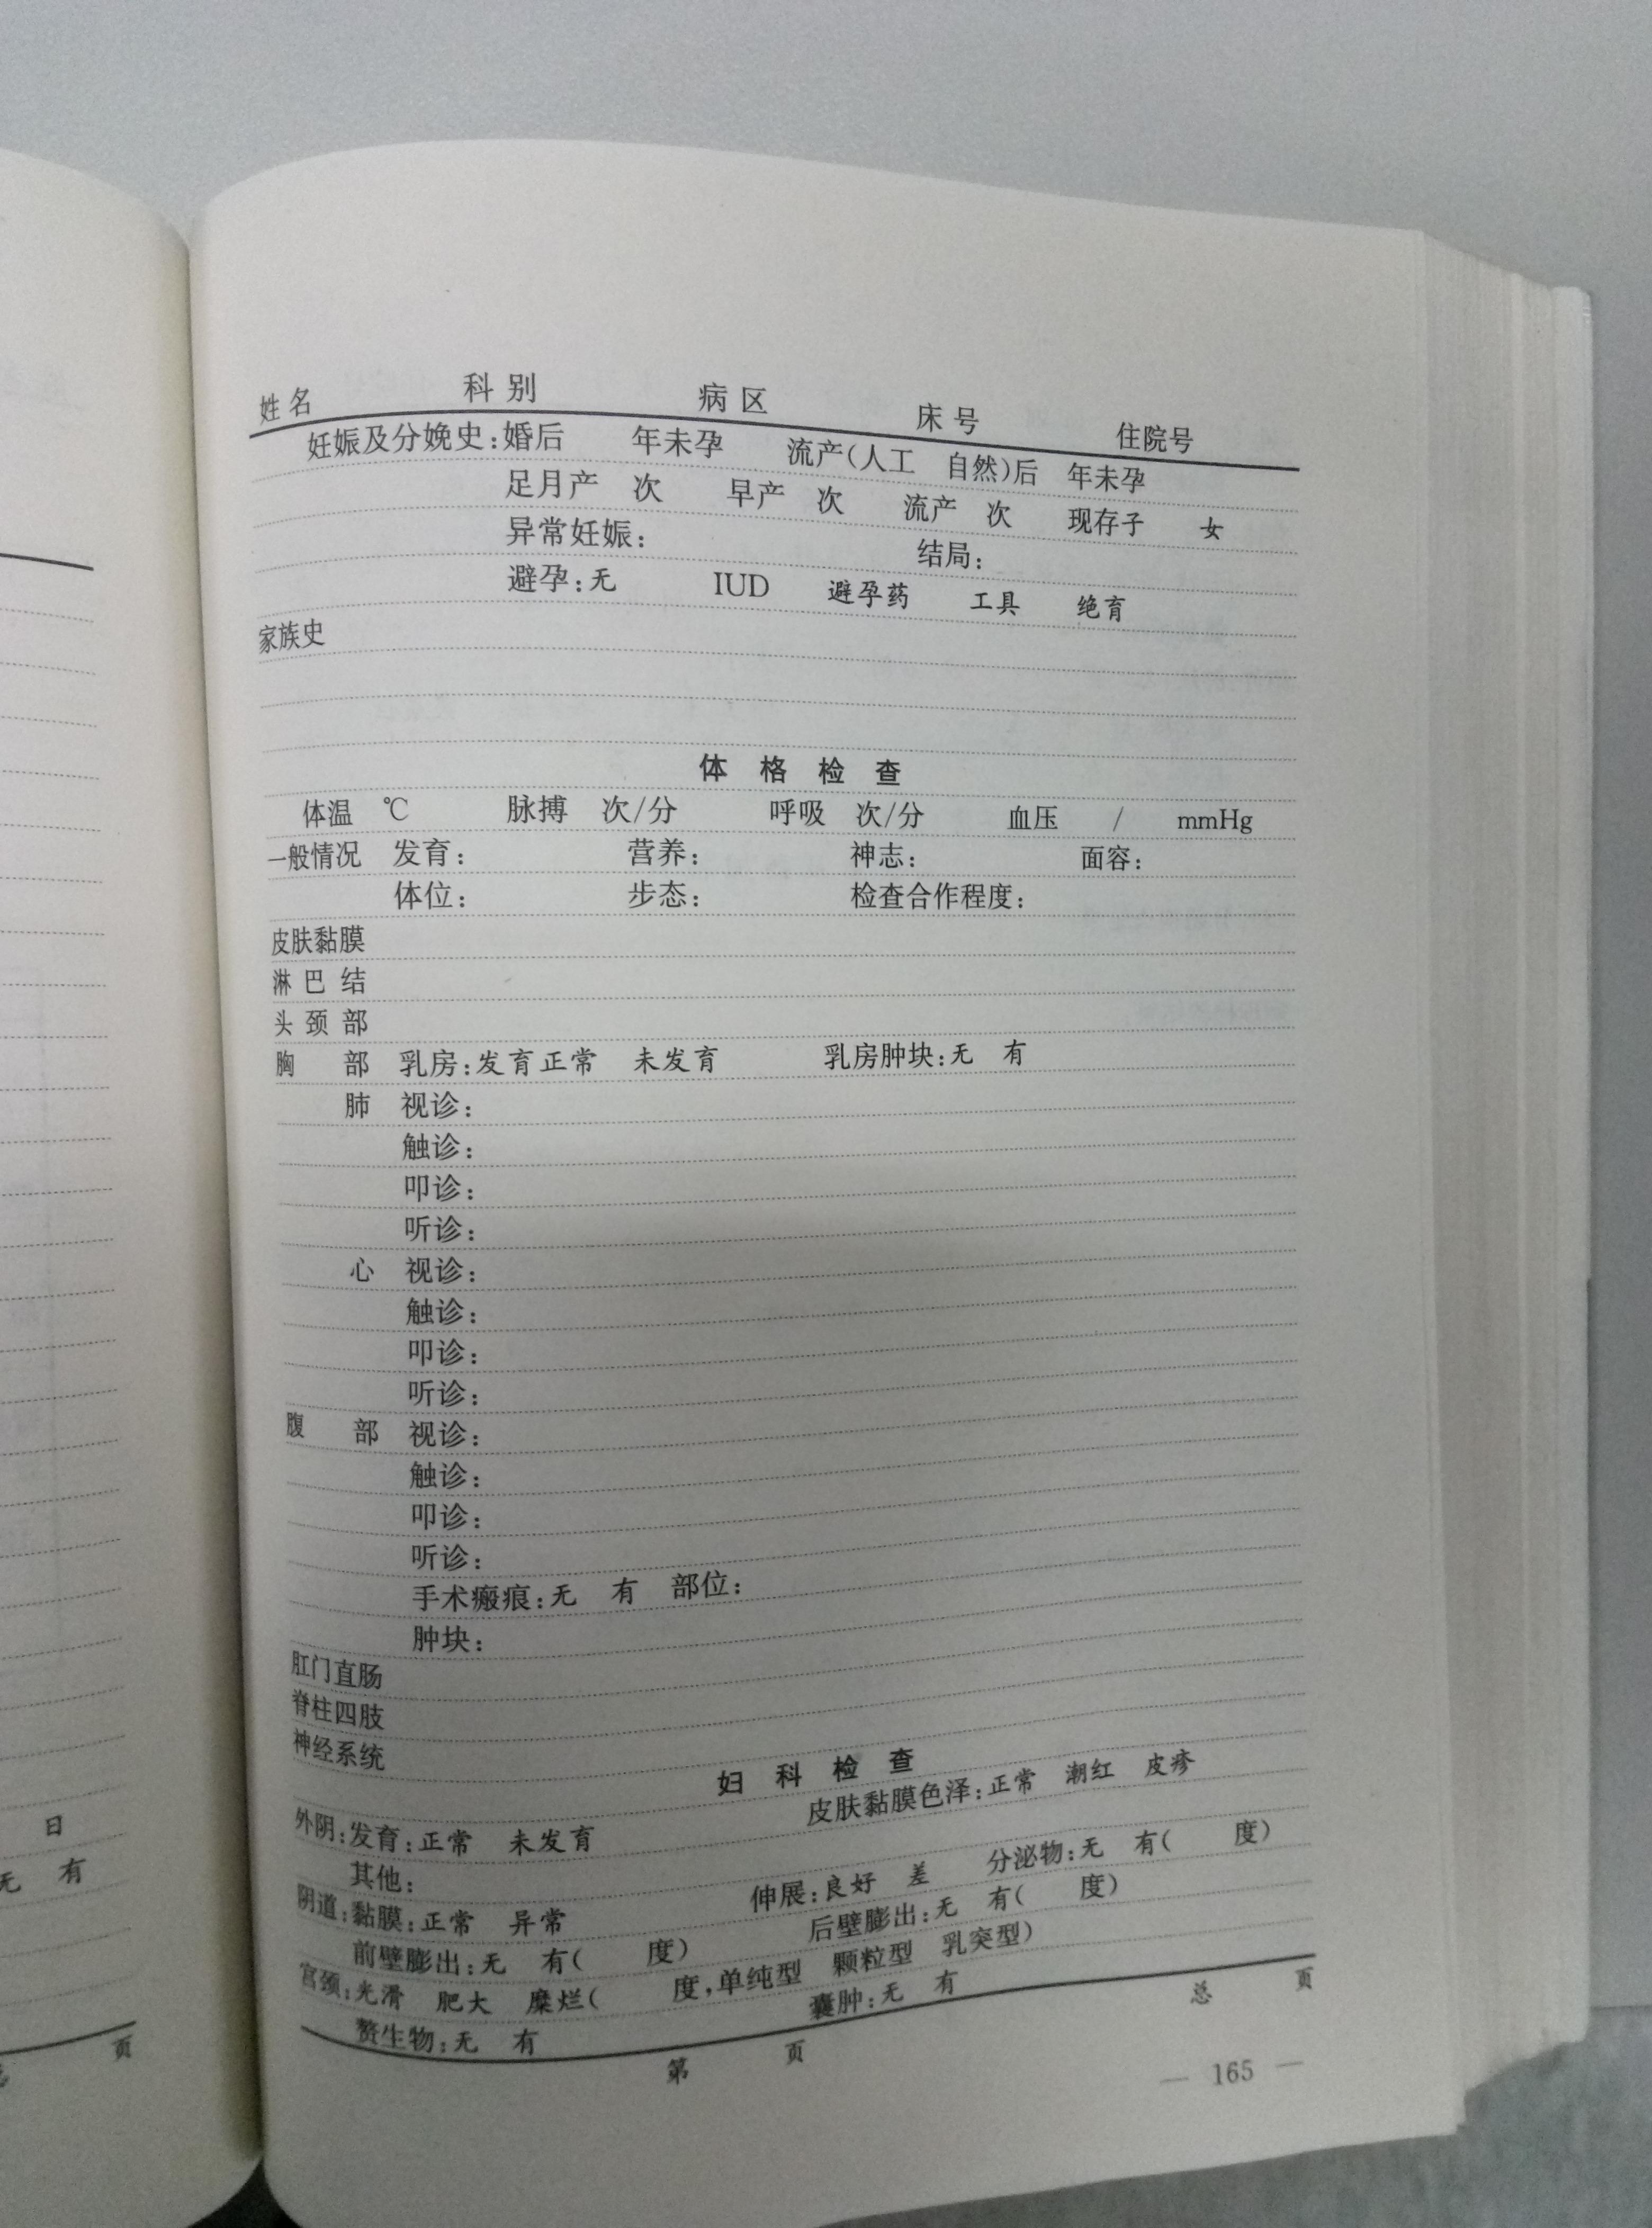 姓名 科别 病区 床号 住院号
妊娠及分娩史:婚后 年未孕 流产(人工 自然)后 年未孕
足月产 次 早产 次 流产 次 现存子 女
异常妊娠: 结局:
避孕:无 IUD 避孕药 工具 绝育
家族史
体格检查
体温 ℃ 脉搏 次/分 呼吸 次/分 血压 / mmHg
一般情况 发育: 营养: 神志: 面容:
体位: 步态: 检查合作程度:
皮肤黏膜
淋巴结
头颈部
胸部 乳房:发育正常 未发育 乳房肿块:无 有
肺 视诊:
触诊:
叩诊:
听诊:
心 视诊:
触诊:
叩诊:
听诊:
腹部 视诊:
触诊:
叩诊:
听诊:
手术瘢痕:无 有 部位:
肿块:
肛门直肠
脊柱四肢
神经系统
妇科检查
外阴:发育:正常 未发育 皮肤黏膜色泽:正常 潮红 皮疹
其他:
阴道:黏膜:正常 异常 伸展:良好 差 分泌物:无 有( 度)
前壁膨出:无 有( 度) 后壁膨出:无 有( 度)
宫颈:光滑 肥大 糜烂( 度,单纯型 颗粒型 乳突型)
赘生物:无 有 囊肿:无 有
第 页 总 页
— 165 —
日
无 有
页